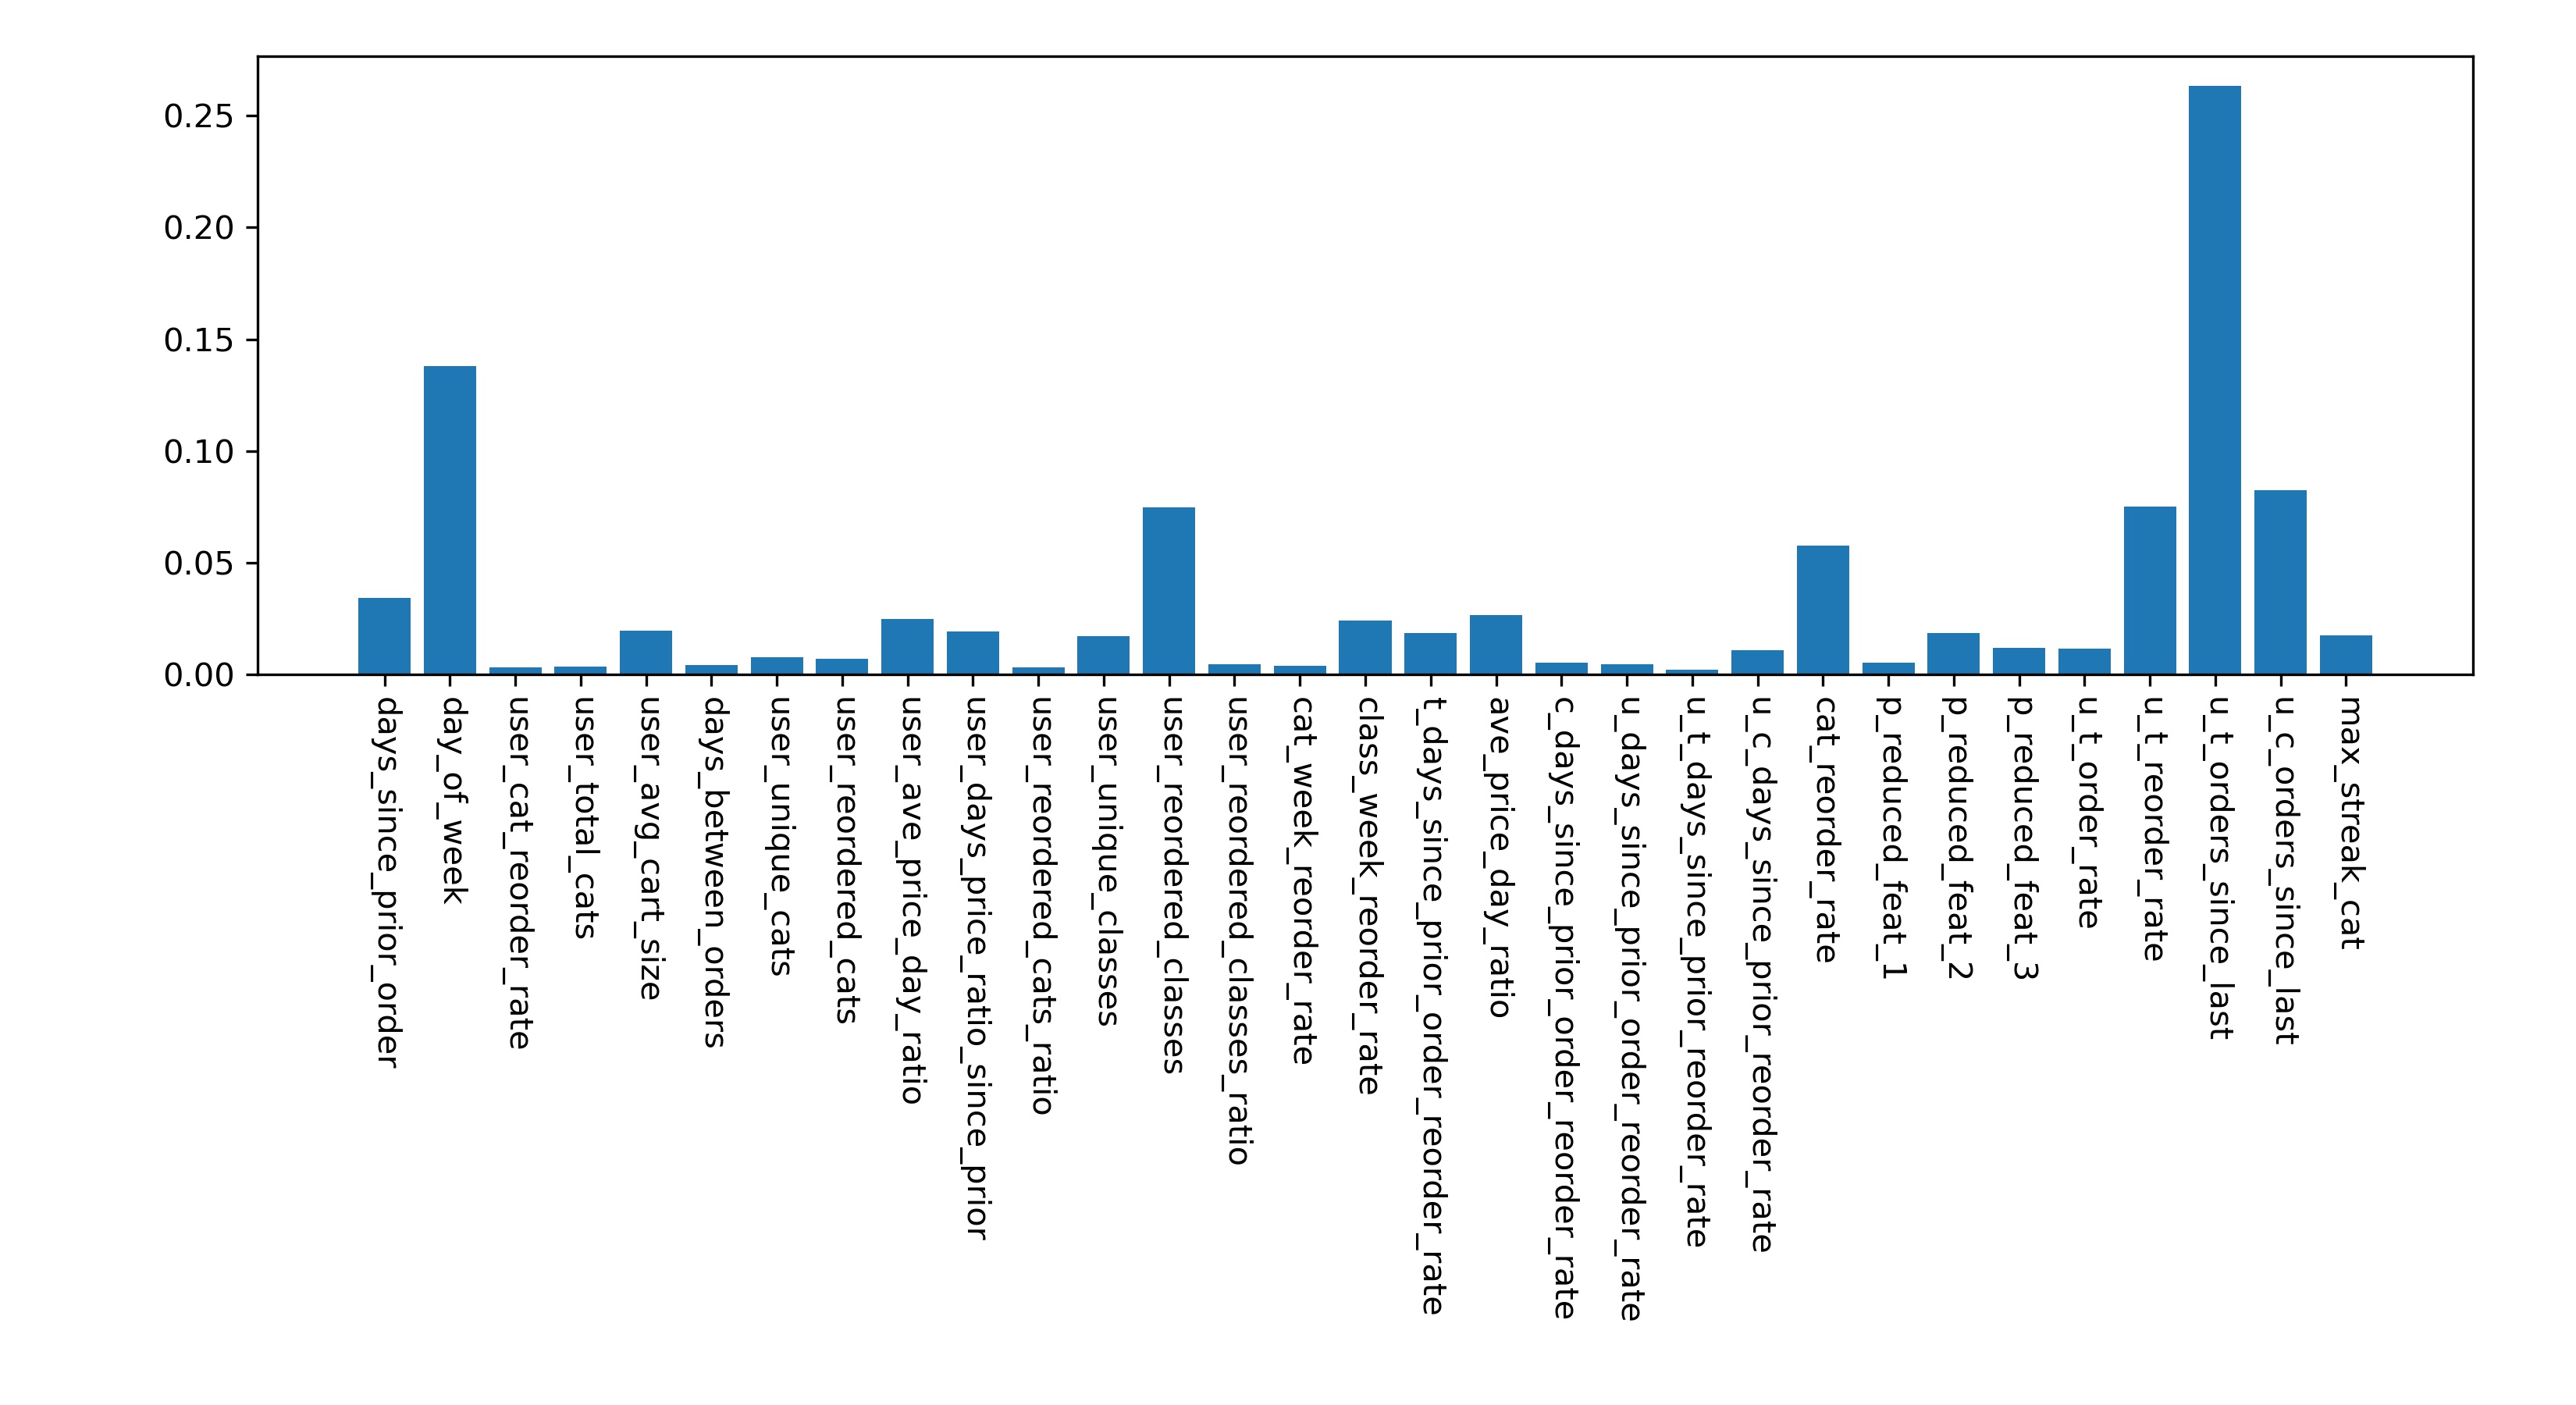 0.25
0.20
0.15
0.10
0.05
0.00
days_since_prior_order
day_of_week
user_cat_reorder_rate
user_total_cats
user_avg_cart_size
days_between_orders
user_unique_cats
user_reordered_cats
user_ave_price_day_ratio
user_days_price_ratio_since_prior
user_reordered_cats_ratio
user_unique_classes
user_reordered_classes
user_reordered_classes_ratio
cat_week_reorder_rate
class_week_reorder_rate
t_days_since_prior_order_reorder_rate
ave_price_day_ratio
c_days_since_prior_order_reorder_rate
u_days_since_prior_order_reorder_rate
u_t_days_since_prior_reorder_rate
u_c_days_since_prior_reorder_rate
cat_reorder_rate
p_reduced_feat_1
p_reduced_feat_2
p_reduced_feat_3
u_t_order_rate
u_t_reorder_rate
u_t_orders_since_last
u_c_orders_since_last
max_streak_cat